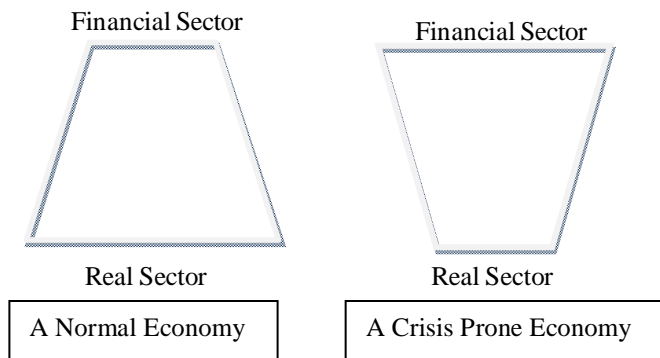 Financial Sector
Real Sector
A Normal Economy
Financial Sector
Real Sector
A Crisis Prone Economy